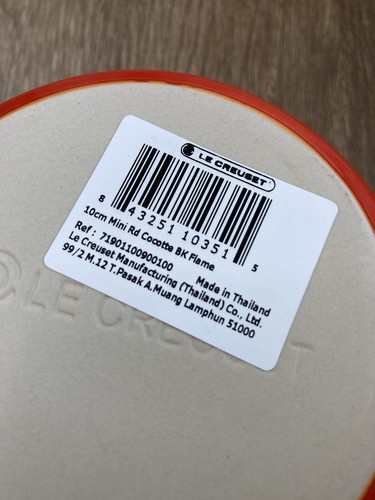 LE CREUSET
8 43251 10351 5
10cm Mini Rd Cocotte BK Flame
Ref : 71901100900100 Made in Thailand
Le Creuset Manufacturing (Thailand) Co., Ltd.
99/2 M.12 T.Pasak A.Muang Lamphun 51000
LE CREUSET